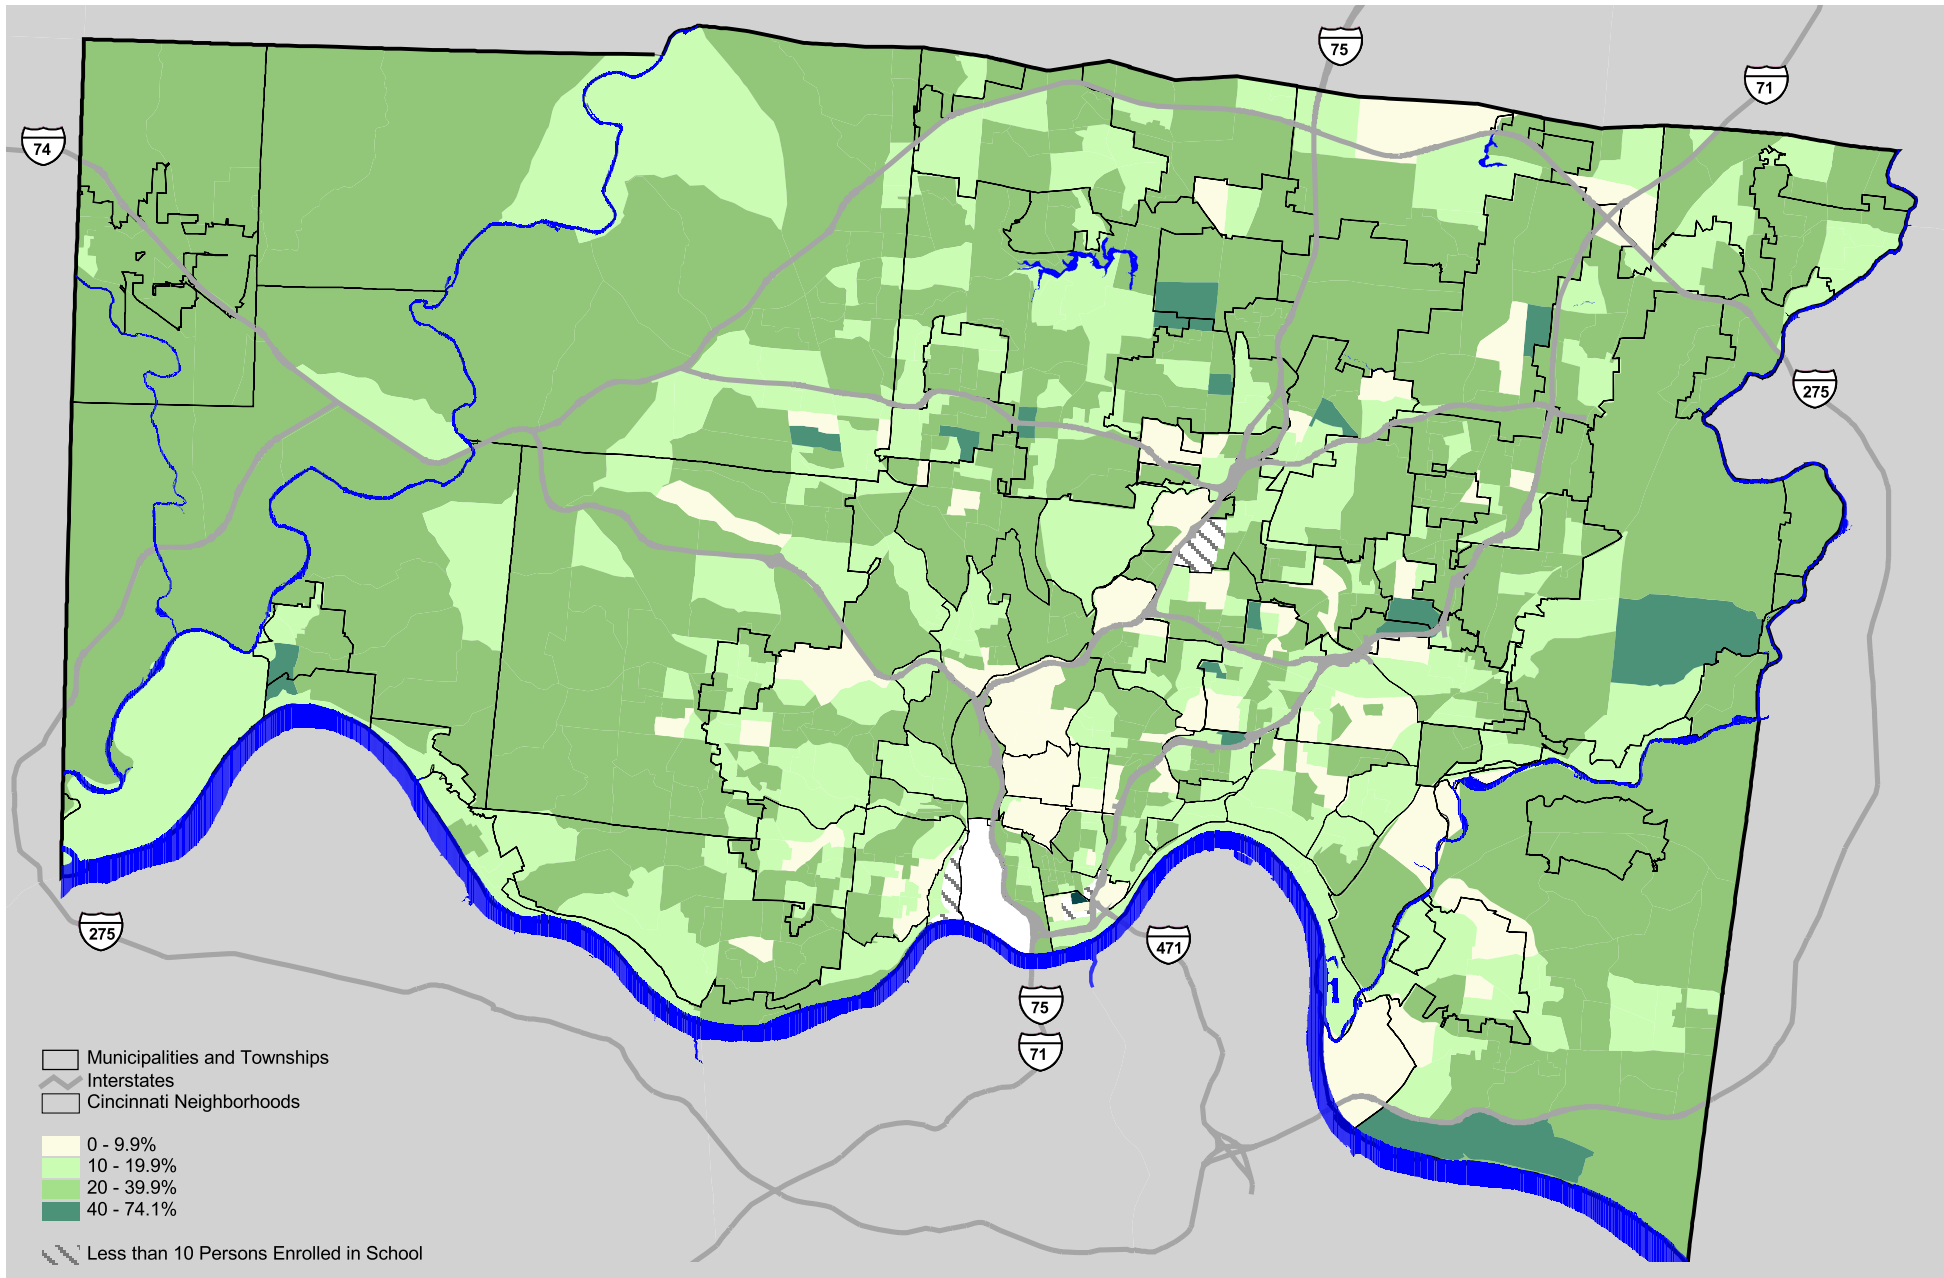 75
71
74
275
275
471
75
71
Municipalities and Townships
Interstates
Cincinnati Neighborhoods
0 - 9.9%
10 - 19.9%
20 - 39.9%
40 - 74.1%
Less than 10 Persons Enrolled in School